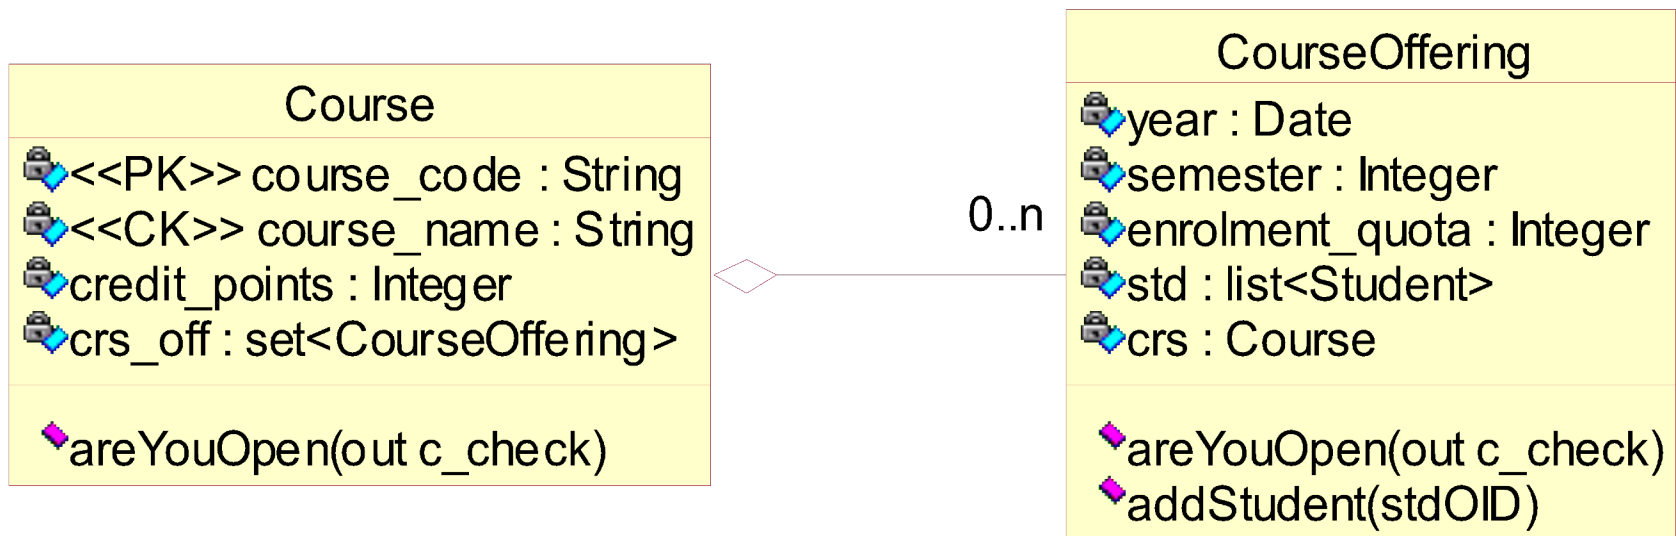 Course
<<PK>> course_code : String
<<CK>> course_name : String
credit_points : Integer
crs_off : set<CourseOffering>
areYouOpen(out c_check)
0..n
CourseOffering
year : Date
semester : Integer
enrolment_quota : Integer
std : list<Student>
crs : Course
areYouOpen(out c_check)
addStudent(stdOID)